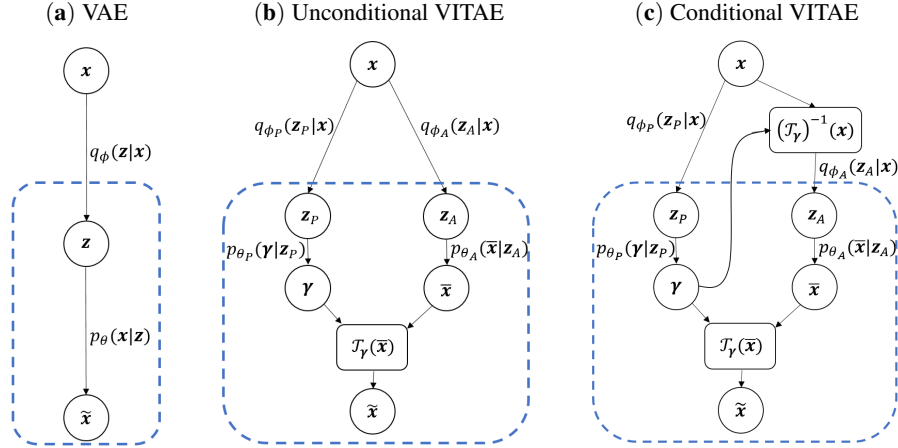 (a) VAE
x
q_ϕ(z|x)
z
p_θ(x|z)
x̃
(b) Unconditional VITAE
x
q_{ϕ_P}(z_P|x) q_{ϕ_A}(z_A|x)
z_P z_A
p_{θ_P}(γ|z_P) p_{θ_A}(x̄|z_A)
γ x̄
𝒯_γ(x̄)
x̃
(c) Conditional VITAE
x
q_{ϕ_P}(z_P|x) (𝒯_γ)^{-1}(x)
q_{ϕ_A}(z_A|x)
z_P z_A
p_{θ_P}(γ|z_P) p_{θ_A}(x̄|z_A)
γ x̄
𝒯_γ(x̄)
x̃